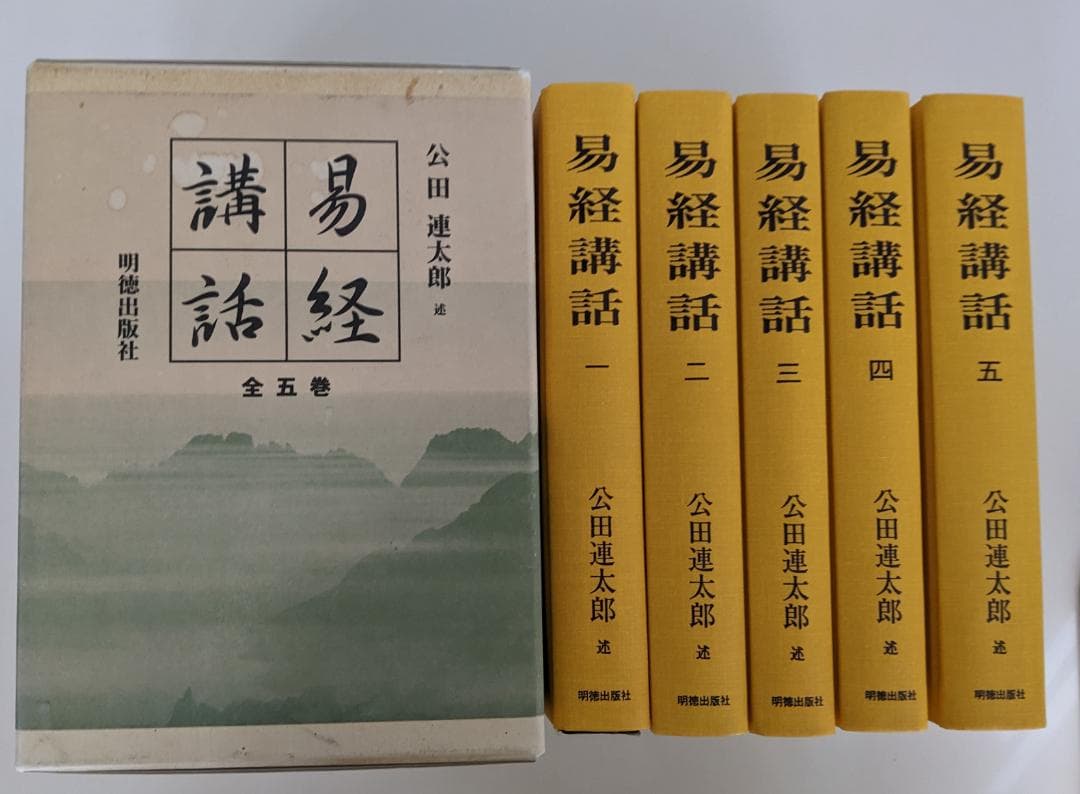 公田 連太郎 述
易経
講話
全五巻
明徳出版社
易経講話 一
公田連太郎 述
明徳出版社
易経講話 二
公田連太郎 述
明徳出版社
易経講話 三
公田連太郎 述
明徳出版社
易経講話 四
公田連太郎 述
明徳出版社
易経講話 五
公田連太郎 述
明徳出版社